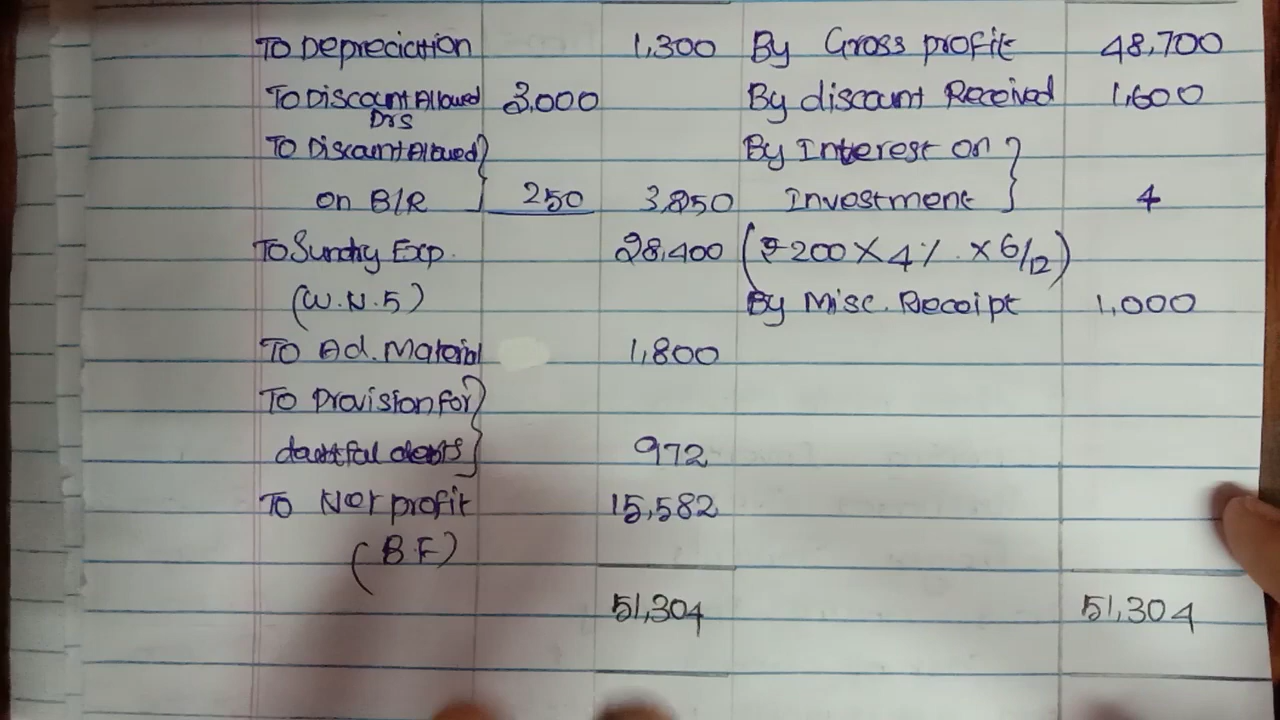 To Depreciation 1,300 By Gross profit 48,700
To Discount Allowed 3,000 By discount Received 1,600
Drs
To Discount Allowed } By Interest on }
on B/R } 250 3,250 Investment } 4
To Sundry Exp. 28,400 (₹ 200 X 4% . X 6/12)
(W.N.5) By Misc. Receipt 1,000
To Ad. Material 1,800
To Provision for }
doubtful debts } 972
To Net profit 15,582
(B.F)
51,304 51,304